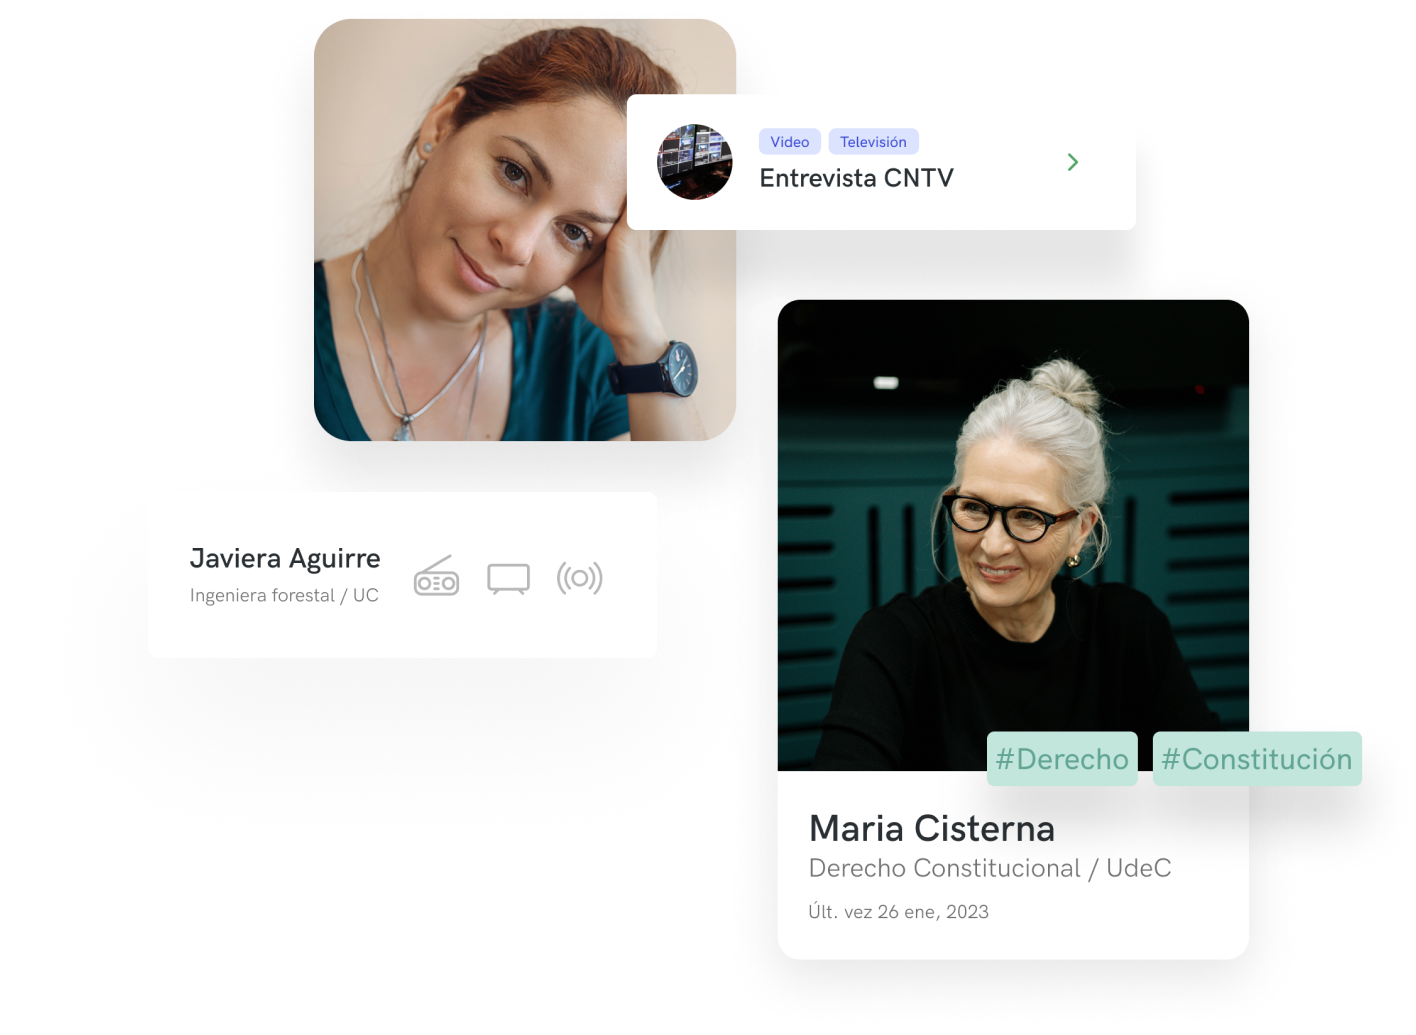 Video Televisión
Entrevista CNTV
Javiera Aguirre
Ingeniera forestal / UC
#Derecho #Constitución
Maria Cisterna
Derecho Constitucional / UdeC
Últ. vez 26 ene, 2023